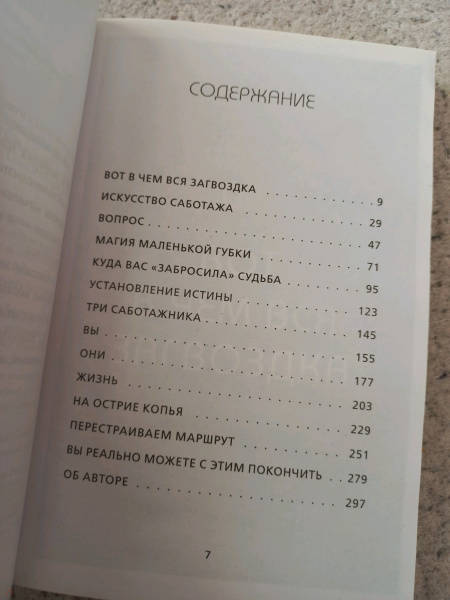 СОДЕРЖАНИЕ
ВОТ В ЧЕМ ВСЯ ЗАГВОЗДКА . . . . . . . . . . . . 9
ИСКУССТВО САБОТАЖА . . . . . . . . . . . . . . 29
ВОПРОС . . . . . . . . . . . . . . . . . . . . . . . 47
МАГИЯ МАЛЕНЬКОЙ ГУБКИ . . . . . . . . . . . . 71
КУДА ВАС «ЗАБРОСИЛА» СУДЬБА . . . . . . . . 95
УСТАНОВЛЕНИЕ ИСТИНЫ . . . . . . . . . . . . . 123
ТРИ САБОТАЖНИКА . . . . . . . . . . . . . . . . 145
ВЫ . . . . . . . . . . . . . . . . . . . . . . . . . . 155
ОНИ . . . . . . . . . . . . . . . . . . . . . . . . . 177
ЖИЗНЬ . . . . . . . . . . . . . . . . . . . . . . . 203
НА ОСТРИЕ КОПЬЯ . . . . . . . . . . . . . . . . 229
ПЕРЕСТРАИВАЕМ МАРШРУТ . . . . . . . . . . . 251
ВЫ РЕАЛЬНО МОЖЕТЕ С ЭТИМ ПОКОНЧИТЬ . . 279
ОБ АВТОРЕ . . . . . . . . . . . . . . . . . . . . . 297
7